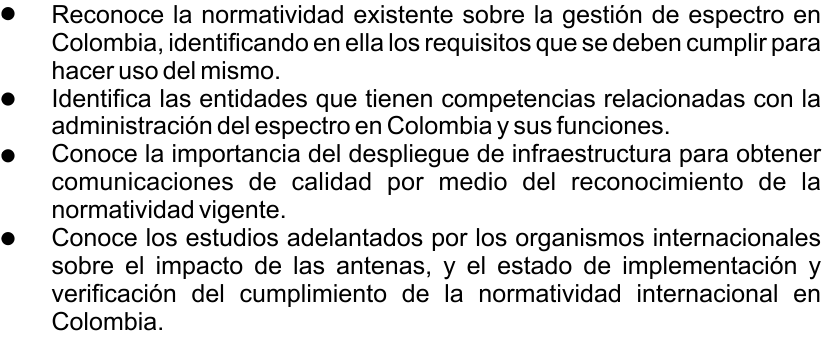 ● Reconoce la normatividad existente sobre la gestión de espectro en
Colombia, identificando en ella los requisitos que se deben cumplir para
hacer uso del mismo.
● Identifica las entidades que tienen competencias relacionadas con la
administración del espectro en Colombia y sus funciones.
● Conoce la importancia del despliegue de infraestructura para obtener
comunicaciones de calidad por medio del reconocimiento de la
normatividad vigente.
● Conoce los estudios adelantados por los organismos internacionales
sobre el impacto de las antenas, y el estado de implementación y
verificación del cumplimiento de la normatividad internacional en
Colombia.